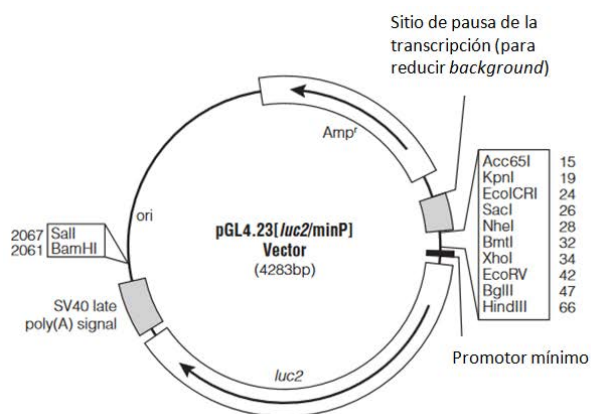 Sitio de pausa de la
transcripción (para
reducir background)
Ampʳ
Acc65I 15
KpnI 19
EcoICRI 24
SacI 26
NheI 28
BmtI 32
XhoI 34
EcoRV 42
BglII 47
HindIII 66
ori
pGL4.23[luc2/minP]
Vector
(4283bp)
2067 SalI
2061 BamHI
SV40 late
poly(A) signal
Promotor mínimo
luc2